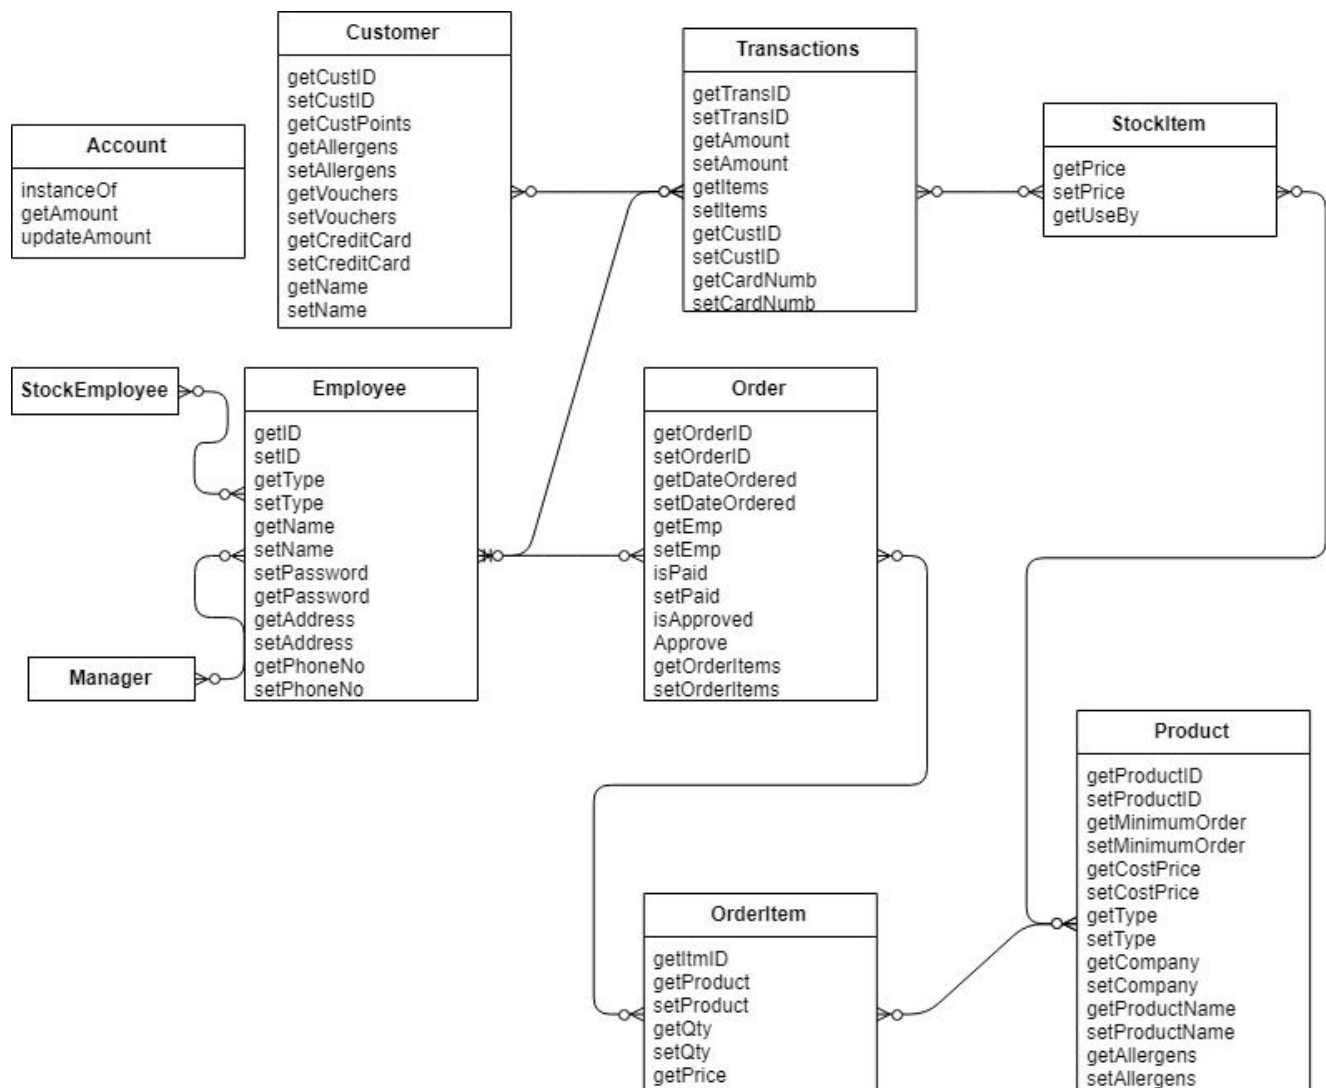 Customer
getCustID
setCustID
getCustPoints
getAllergens
setAllergens
getVouchers
setVouchers
getCreditCard
setCreditCard
getName
setName
Transactions
getTransID
setTransID
getAmount
setAmount
getItems
setItems
getCustID
setCustID
getCardNumb
setCardNumb
StockItem
getPrice
setPrice
getUseBy
Account
instanceOf
getAmount
updateAmount
StockEmployee
Employee
getID
setID
getType
setType
getName
setName
setPassword
getPassword
getAddress
setAddress
getPhoneNo
setPhoneNo
Order
getOrderID
setOrderID
getDateOrdered
setDateOrdered
getEmp
setEmp
isPaid
setPaid
isApproved
Approve
getOrderItems
setOrderItems
Manager
Product
getProductID
setProductID
getMinimumOrder
setMinimumOrder
getCostPrice
setCostPrice
getType
setType
getCompany
setCompany
getProductName
setProductName
getAllergens
setAllergens
OrderItem
getItmID
getProduct
setProduct
getQty
setQty
getPrice